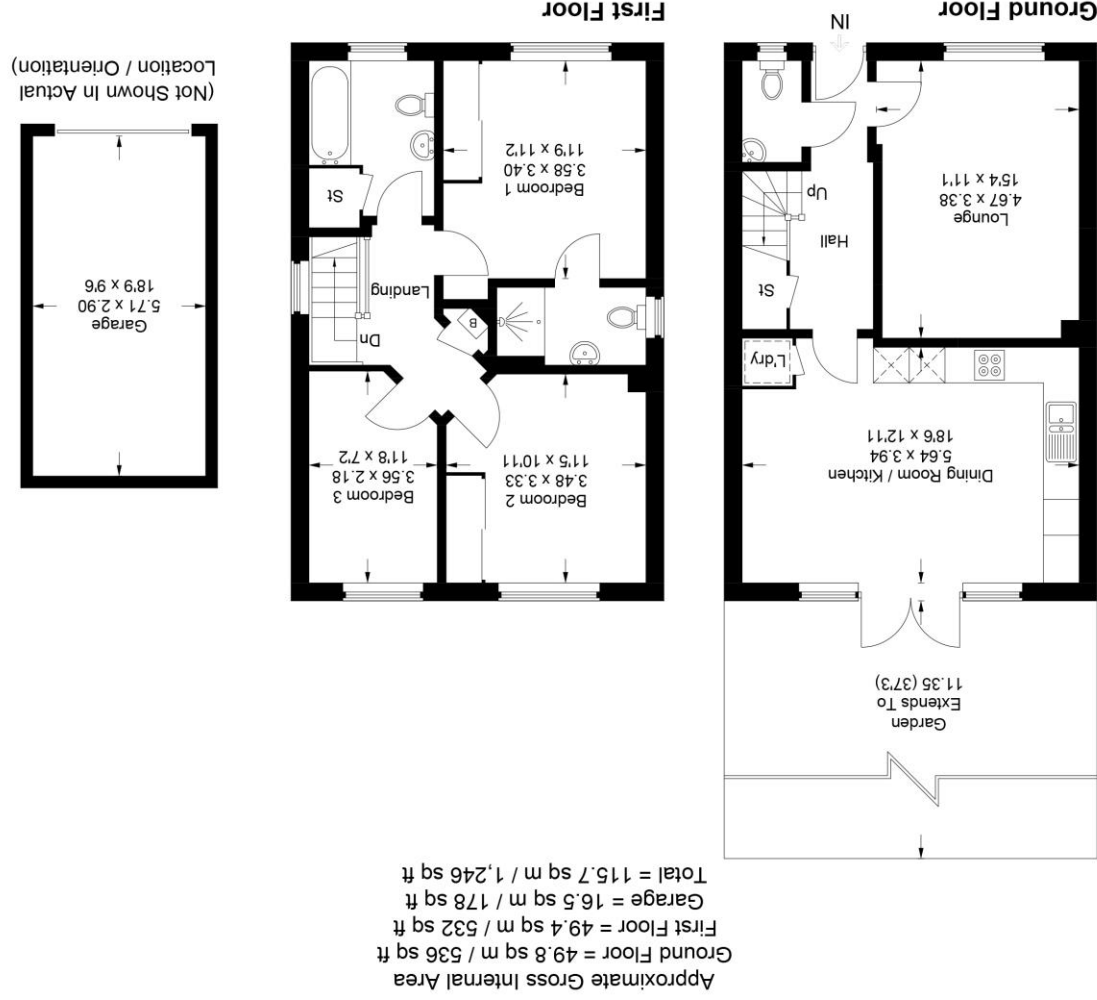 Approximate Gross Internal Area
Ground Floor = 49.8 sq m / 536 sq ft
First Floor = 49.4 sq m / 532 sq ft
Garage = 16.5 sq m / 178 sq ft
Total = 115.7 sq m / 1,246 sq ft
Garden
Extends To
11.35 (37'3)
Dining Room / Kitchen
5.64 x 3.94
18'6 x 12'11
L'dry
St
Hall
Up
Lounge
4.67 x 3.38
15'4 x 11'1
IN
Ground Floor
Bedroom 2
3.48 x 3.33
11'5 x 10'11
Bedroom 3
3.56 x 2.18
11'8 x 7'2
Dn
B
Landing
St
Bedroom 1
3.58 x 3.40
11'9 x 11'2
First Floor
Garage
5.71 x 2.90
18'9 x 9'6
(Not Shown In Actual
Location / Orientation)